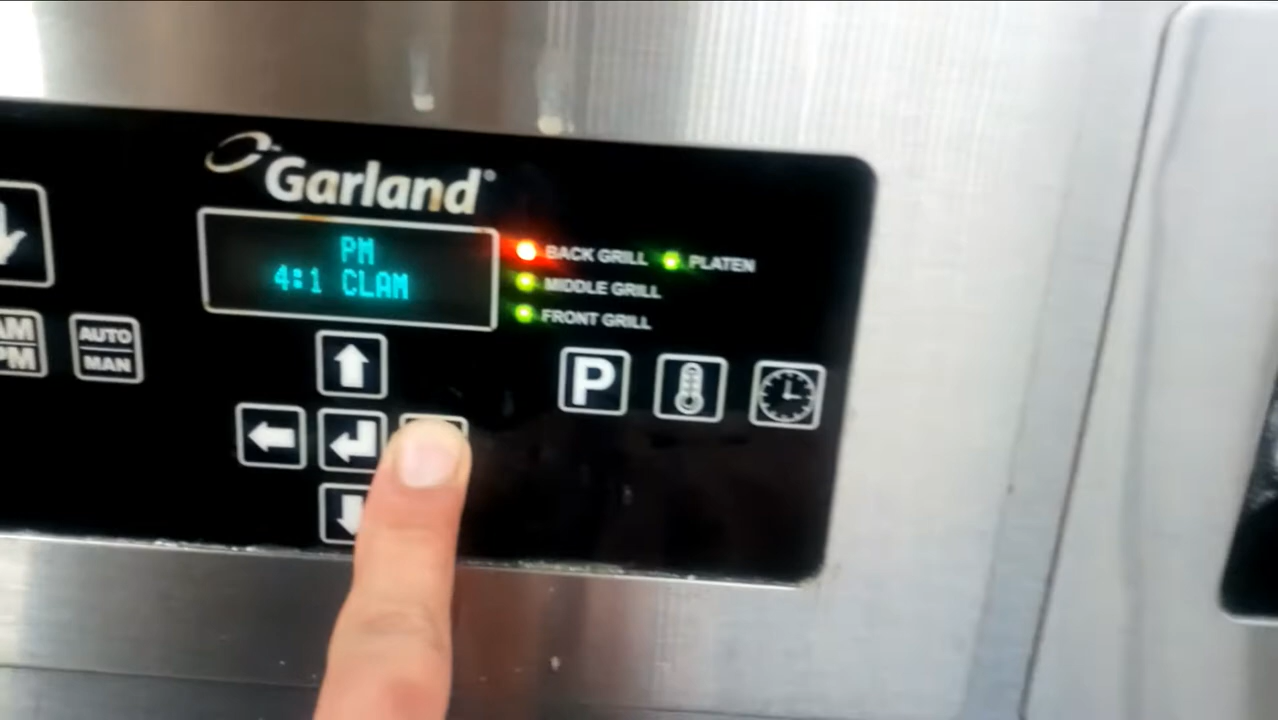 Garland
PM
4:1 CLAM
BACK GRILL
PLATEN
MIDDLE GRILL
FRONT GRILL
AUTO
MAN
P